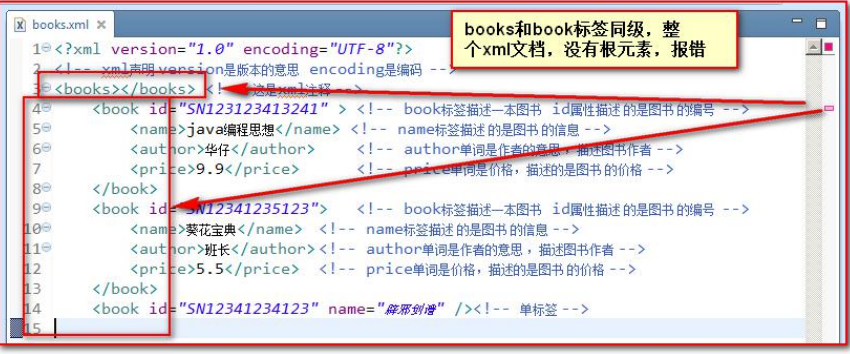 books.xml
books和book标签同级，整
个xml文档，没有根元素，报错
1 <?xml version="1.0" encoding="UTF-8"?>
2 <!-- xml声明 version是版本的意思 encoding是编码 -->
3 <books></books> <!-- 这是xml注释 -->
4 <book id="SN123123413241" > <!-- book标签描述一本图书 id属性描述 的是图书 的编号 -->
5 <name>java编程思想</name> <!-- name标签描述 的是图书 的信息 -->
6 <author>华仔</author> <!-- author单词是作者的意思 ，描述图书作者 -->
7 <price>9.9</price> <!-- price单词是价格，描述的是图书 的价格 -->
8 </book>
9 <book id="SN12341235123"> <!-- book标签描述一本图书 id属性描述 的是图书 的编号 -->
10 <name>葵花宝典</name> <!-- name标签描述 的是图书 的信息 -->
11 <author>班长</author> <!-- author单词是作者的意思 ，描述图书作者 -->
12 <price>5.5</price> <!-- price单词是价格，描述的是图书 的价格 -->
13 </book>
14 <book id="SN12341234123" name="辟邪剑谱" /><!-- 单标签 -->
15